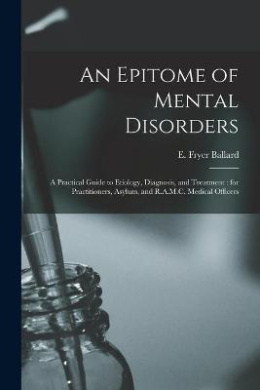 AN EPITOME OF
MENTAL
DISORDERS
E. Fryer Ballard
A Practical Guide to Etiology, Diagnosis, and Treatment : for
Practitioners, Asylum, and R.A.M.C. Medical Officers